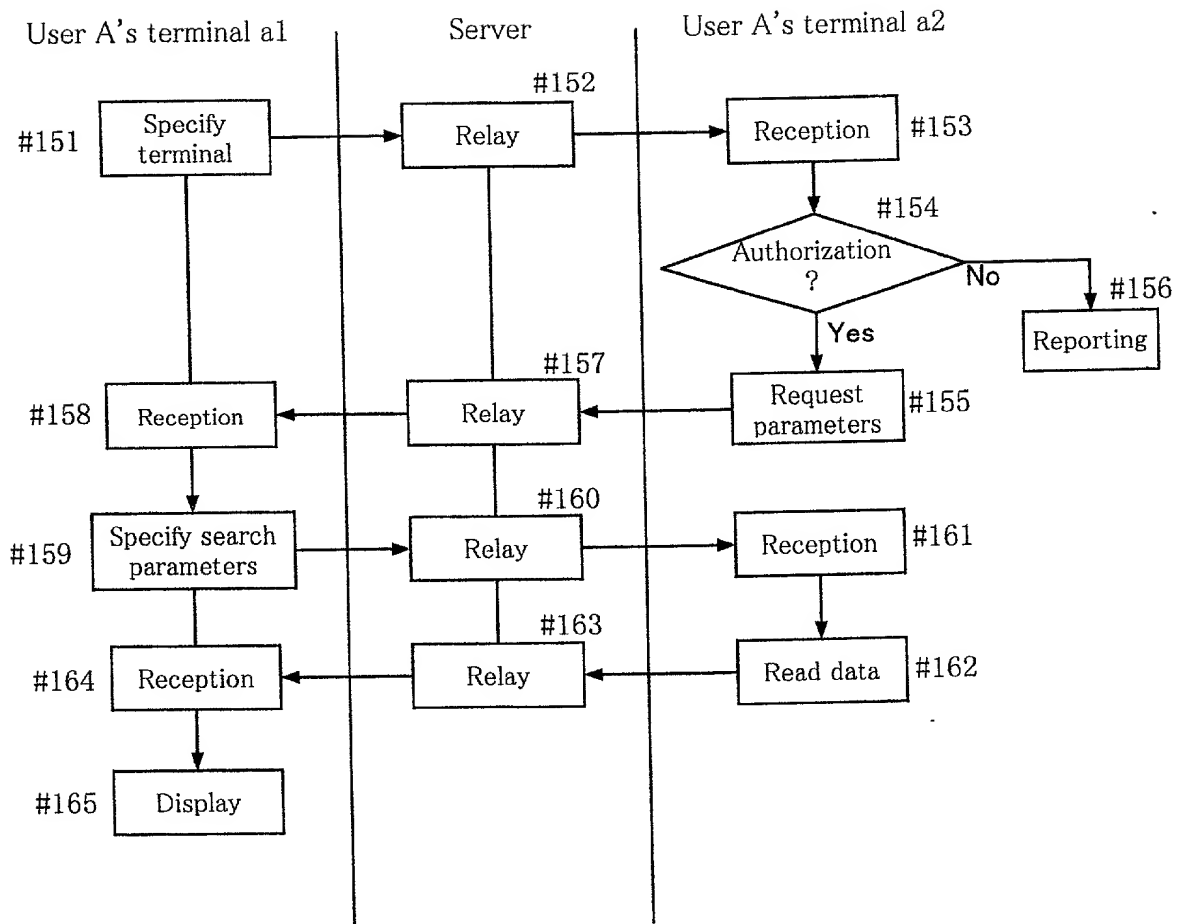 User A's terminal a1
Server
User A's terminal a2
#152
#151
Specify
terminal
Relay
Reception
#153
#154
Authorization
?
No
#156
Yes
Reporting
#157
#158
Reception
Relay
Request
parameters
#155
#160
#159
Specify search
parameters
Relay
Reception
#161
#163
#164
Reception
Relay
Read data
#162
#165
Display